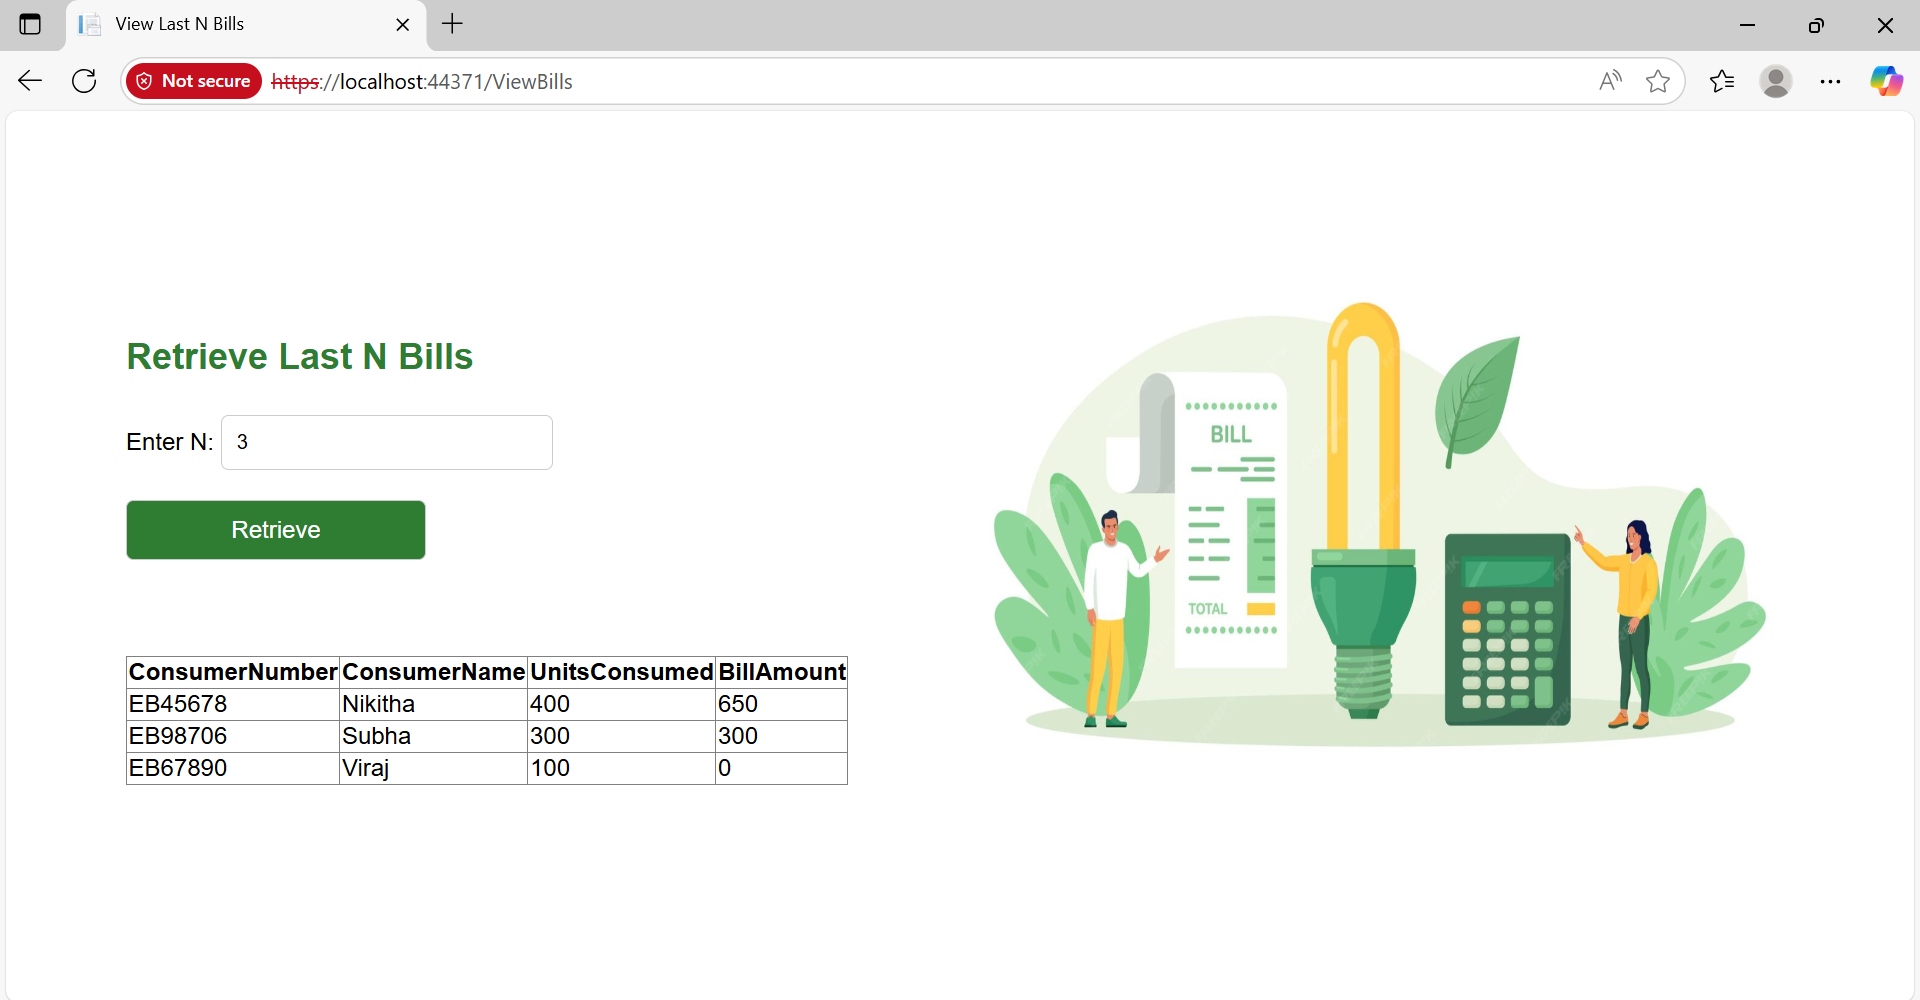 View Last N Bills
Not secure https://localhost:44371/ViewBills
Retrieve Last N Bills
Enter N: 3
Retrieve
ConsumerNumber ConsumerName UnitsConsumed BillAmount
EB45678 Nikitha 400 650
EB98706 Subha 300 300
EB67890 Viraj 100 0
BILL
TOTAL